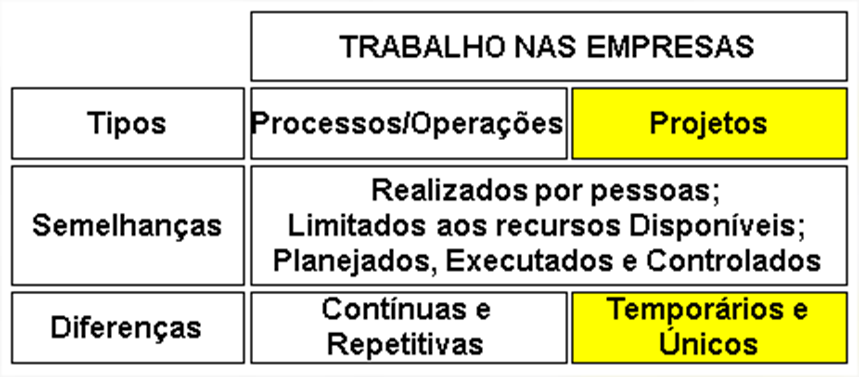 TRABALHO NAS EMPRESAS
Tipos
Processos/Operações
Projetos
Semelhanças
Realizados por pessoas;
Limitados aos recursos Disponíveis;
Planejados, Executados e Controlados
Diferenças
Contínuas e
Repetitivas
Temporários e
Únicos